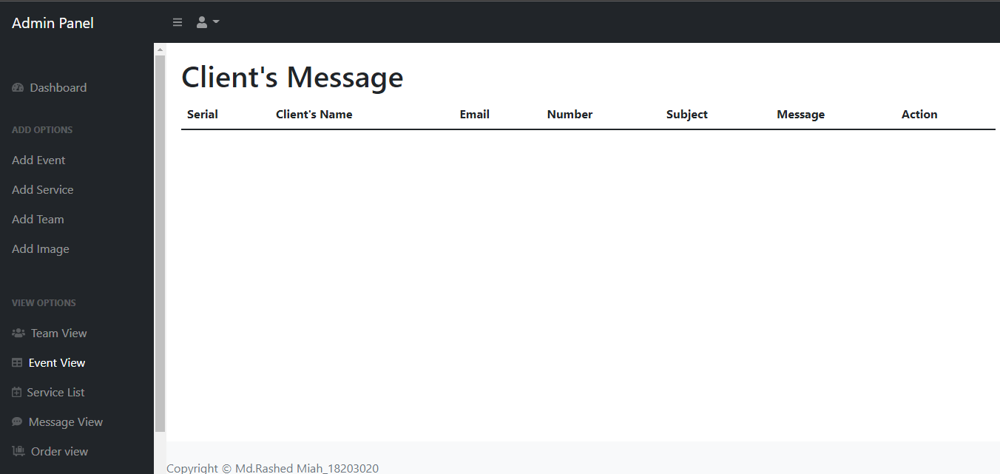 Admin Panel
Dashboard
ADD OPTIONS
Add Event
Add Service
Add Team
Add Image
VIEW OPTIONS
Team View
Event View
Service List
Message View
Order view
Client's Message
Serial Client's Name Email Number Subject Message Action
Copyright © Md.Rashed Miah_18203020